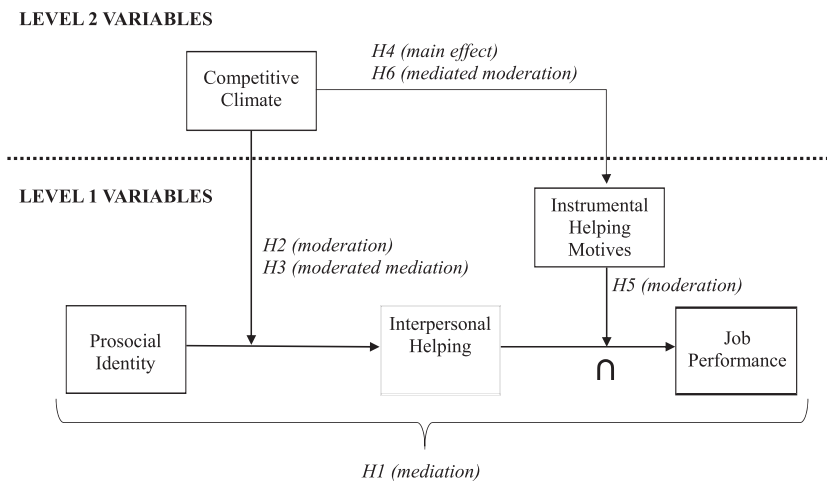 LEVEL 2 VARIABLES
Competitive
Climate
H4 (main effect)
H6 (mediated moderation)
LEVEL 1 VARIABLES
Instrumental
Helping
Motives
H2 (moderation)
H3 (moderated mediation)
H5 (moderation)
Prosocial
Identity
Interpersonal
Helping
Job
Performance
∩
H1 (mediation)